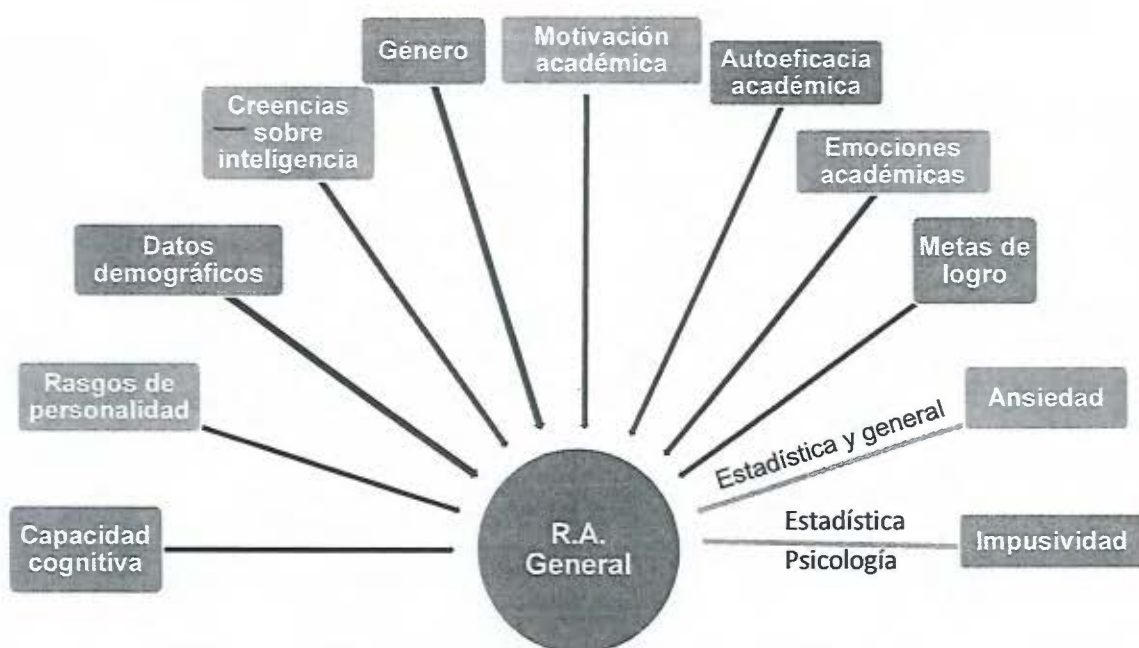 Género
Motivación
académica
Autoeficacia
académica
Creencias
sobre
inteligencia
Emociones
académicas
Datos
demográficos
Metas de
logro
Rasgos de
personalidad
Ansiedad
Estadística y general
Capacidad
cognitiva
R.A.
General
Estadística
Psicología
Impusividad